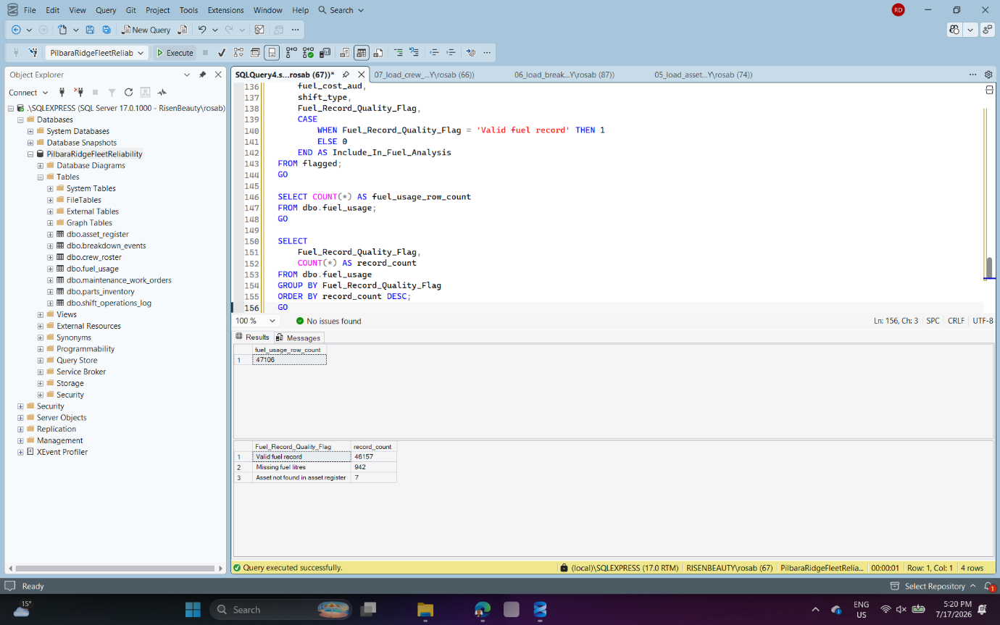 File Edit View Query Git Project Tools Extensions Window Help Search RD
New Query
PilbaraRidgeFleetReliab Execute
Object Explorer
Connect
.\SQLEXPRESS (SQL Server 17.0.1000 - RisenBeauty\rosab)
Databases
System Databases
Database Snapshots
PilbaraRidgeFleetReliability
Database Diagrams
Tables
System Tables
FileTables
External Tables
Graph Tables
dbo.asset_register
dbo.breakdown_events
dbo.crew_roster
dbo.fuel_usage
dbo.maintenance_work_orders
dbo.parts_inventory
dbo.shift_operations_log
Views
External Resources
Synonyms
Programmability
Query Store
Service Broker
Storage
Security
Security
Server Objects
Replication
Management
XEvent Profiler
SQLQuery4.s...rosab (67))* 07_load_crew_...Y\rosab (66)) 06_load_break...Y\rosab (87)) 05_load_asset...Y\rosab (74))
136 fuel_cost_aud,
137 shift_type,
138 Fuel_Record_Quality_Flag,
139 CASE
140 WHEN Fuel_Record_Quality_Flag = 'Valid fuel record' THEN 1
141 ELSE 0
142 END AS Include_In_Fuel_Analysis
143 FROM flagged;
144 GO
145
146 SELECT COUNT(*) AS fuel_usage_row_count
147 FROM dbo.fuel_usage;
148 GO
149
150 SELECT
151 Fuel_Record_Quality_Flag,
152 COUNT(*) AS record_count
153 FROM dbo.fuel_usage
154 GROUP BY Fuel_Record_Quality_Flag
155 ORDER BY record_count DESC;
156 GO
100 % No issues found Ln: 156, Ch: 3 SPC CRLF UTF-8
Results Messages
fuel_usage_row_count
1 47106
Fuel_Record_Quality_Flag record_count
1 Valid fuel record 46157
2 Missing fuel litres 942
3 Asset not found in asset register 7
Query executed successfully. (local)\SQLEXPRESS (17.0 RTM) RISENBEAUTY\rosab (67) PilbaraRidgeFleetRelia... 00:00:01 Row: 1, Col: 1 4 rows
Ready Select Repository 1
15°
Search
ENG
US
5:20 PM
7/17/2026